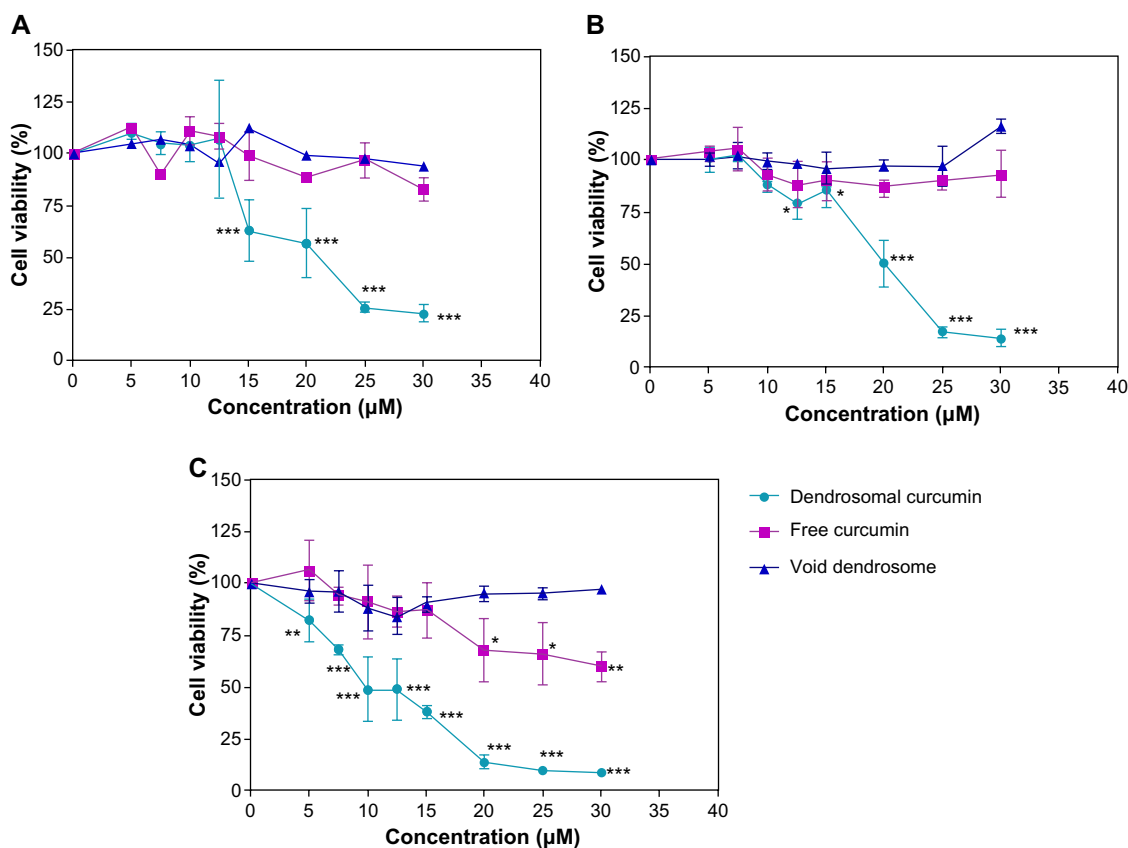 A
150
125
100
75
50
25
0
Cell viability (%)
***
***
***
***
0 5 10 15 20 25 30 35 40
Concentration (µM)
B
150
125
100
75
50
25
0
Cell viability (%)
*
*
***
***
***
0 5 10 15 20 25 30 35 40
Concentration (µM)
C
150
125
100
75
50
25
0
Cell viability (%)
**
***
***
***
***
***
***
***
*
*
**
0 5 10 15 20 25 30 35 40
Concentration (µM)
Dendrosomal curcumin
Free curcumin
Void dendrosome